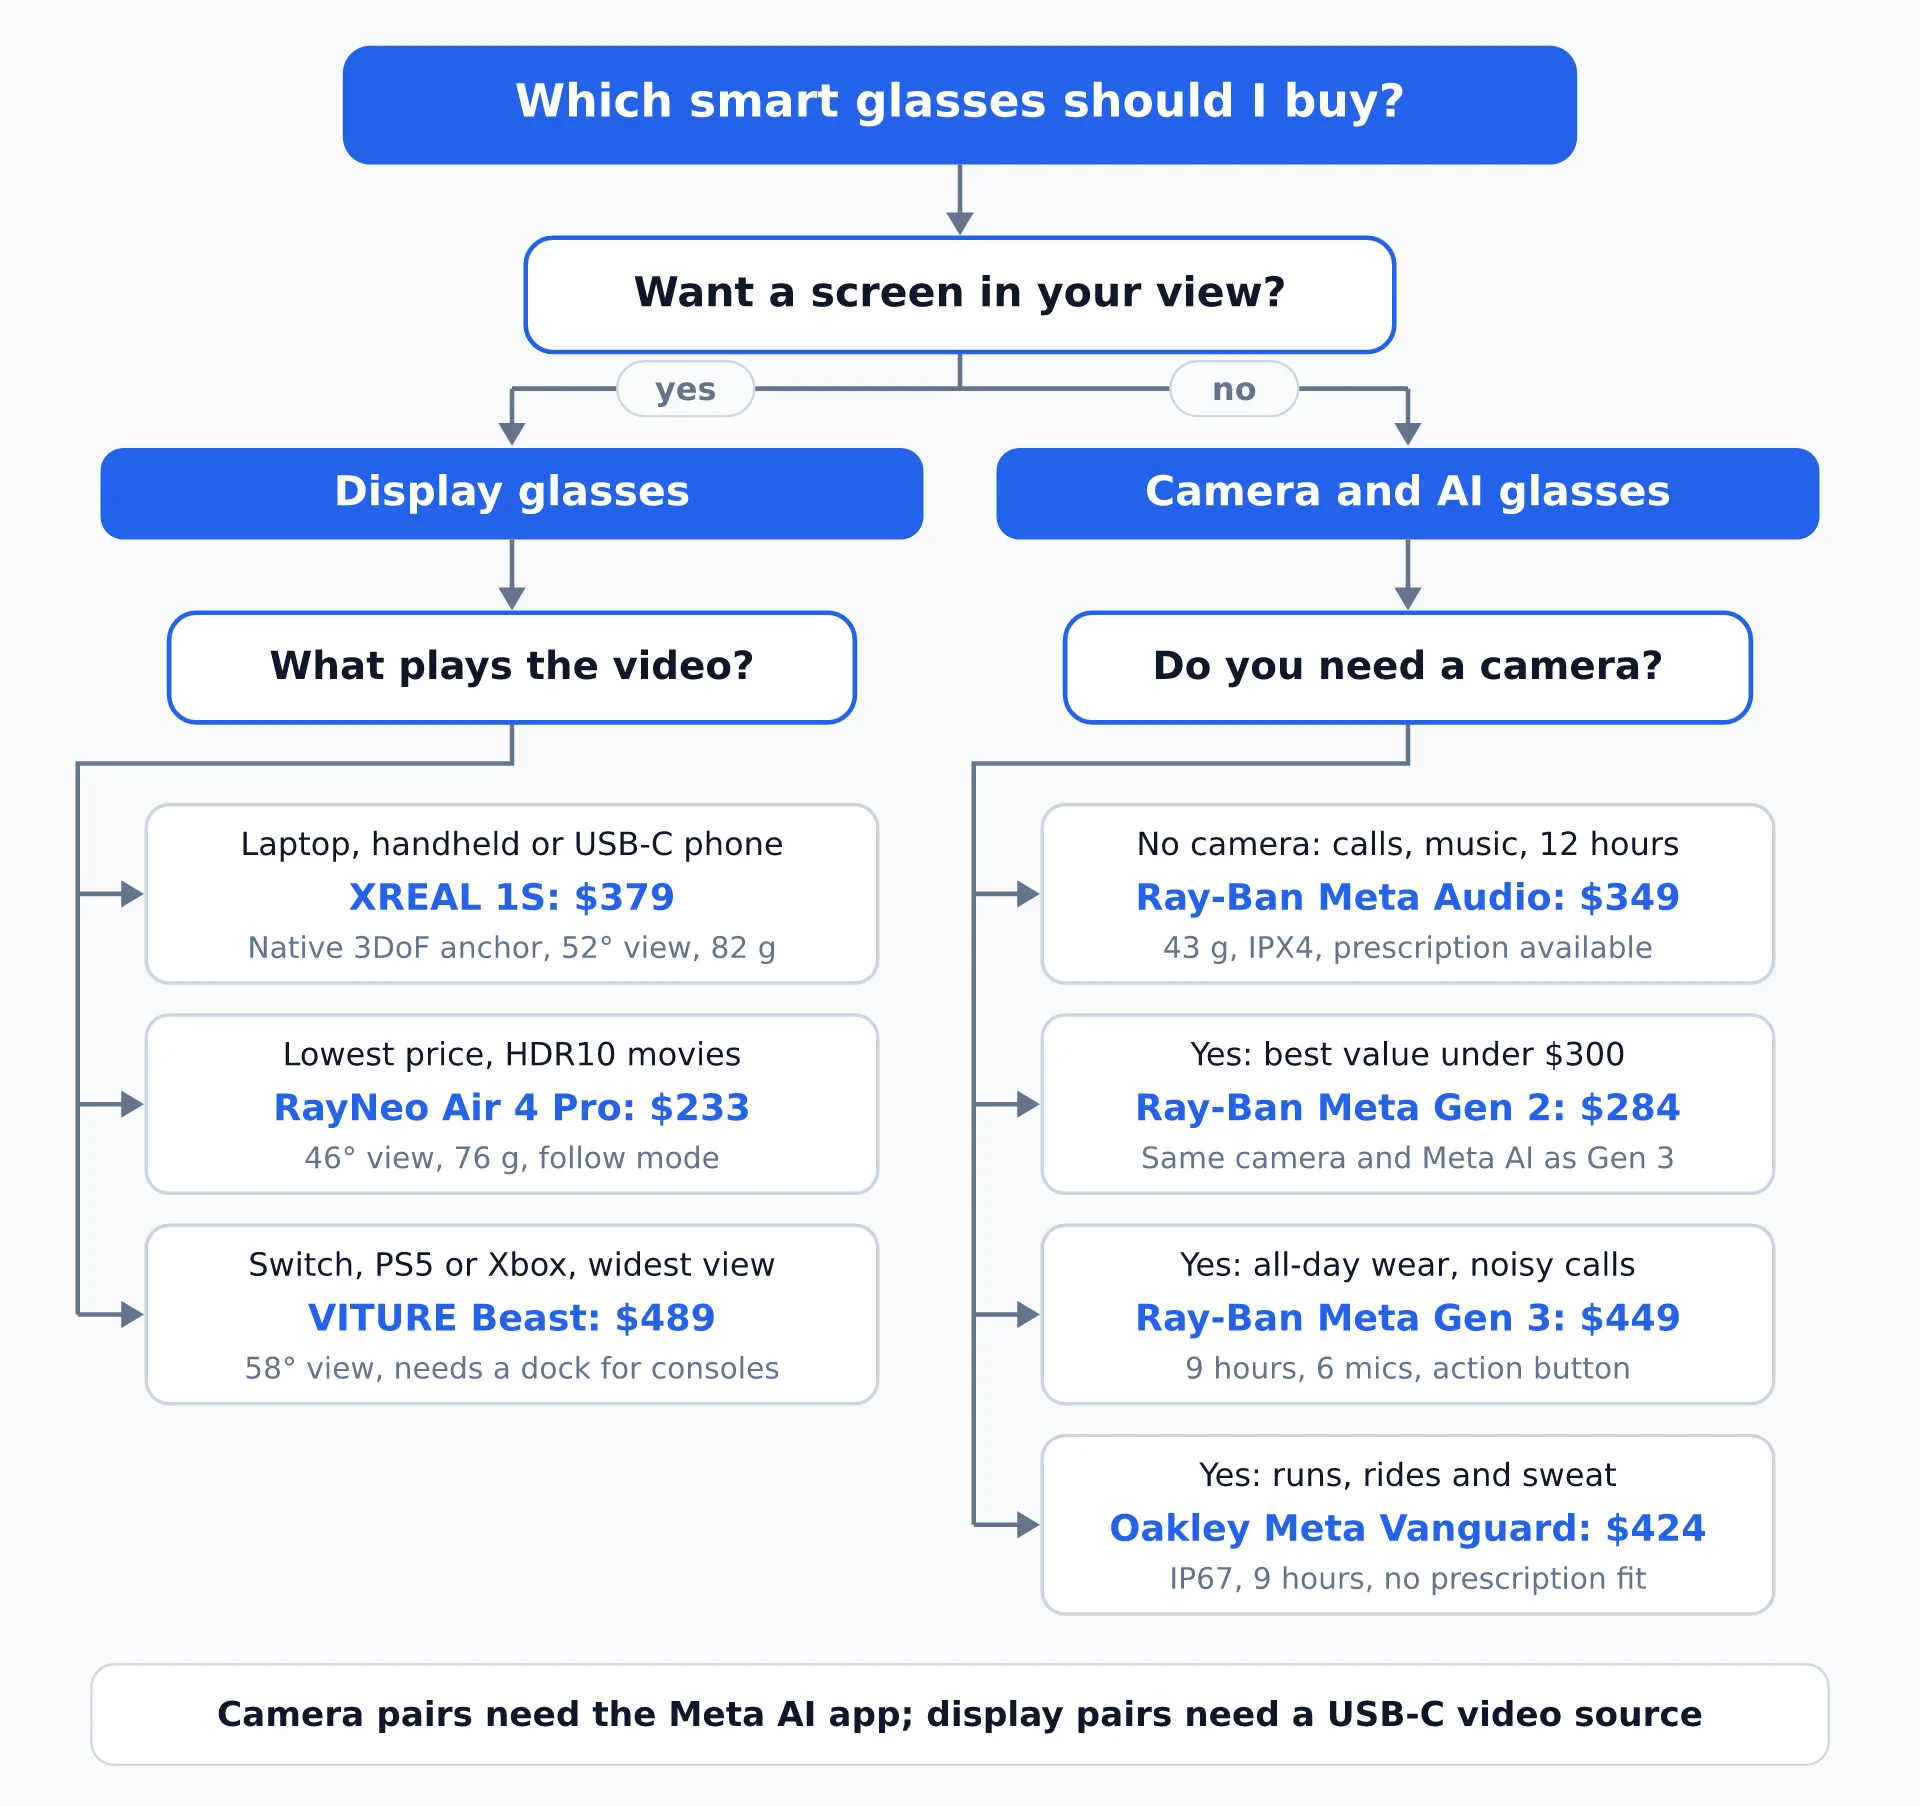 Which smart glasses should I buy?
Want a screen in your view?
yes
no
Display glasses
Camera and AI glasses
What plays the video?
Do you need a camera?
Laptop, handheld or USB-C phone
XREAL 1S: $379
Native 3DoF anchor, 52° view, 82 g
Lowest price, HDR10 movies
RayNeo Air 4 Pro: $233
46° view, 76 g, follow mode
Switch, PS5 or Xbox, widest view
VITURE Beast: $489
58° view, needs a dock for consoles
No camera: calls, music, 12 hours
Ray-Ban Meta Audio: $349
43 g, IPX4, prescription available
Yes: best value under $300
Ray-Ban Meta Gen 2: $284
Same camera and Meta AI as Gen 3
Yes: all-day wear, noisy calls
Ray-Ban Meta Gen 3: $449
9 hours, 6 mics, action button
Yes: runs, rides and sweat
Oakley Meta Vanguard: $424
IP67, 9 hours, no prescription fit
Camera pairs need the Meta AI app; display pairs need a USB-C video source